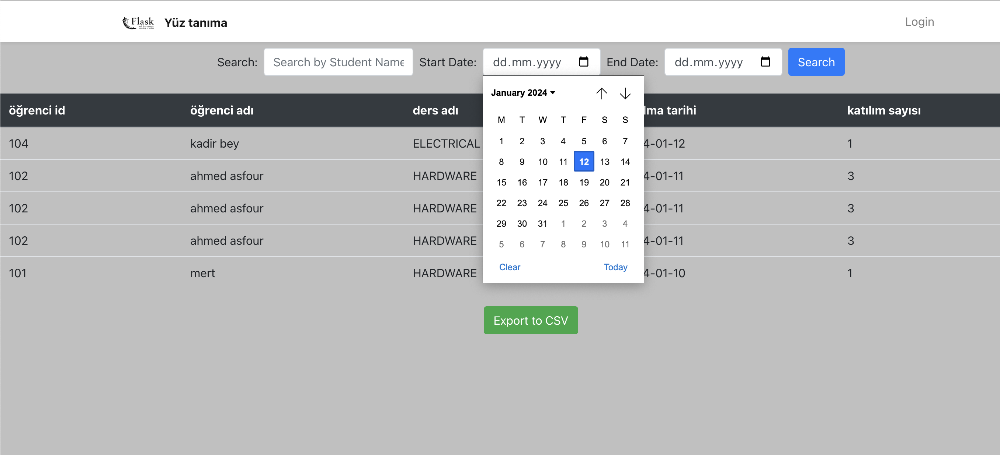 Flask
web development,
one drop at a time
Yüz tanıma
Login
Search: Search by Student Name Start Date: dd.mm.yyyy End Date: dd.mm.yyyy Search
January 2024
M T W T F S S
1 2 3 4 5 6 7
8 9 10 11 12 13 14
15 16 17 18 19 20 21
22 23 24 25 26 27 28
29 30 31 1 2 3 4
5 6 7 8 9 10 11
Clear Today
öğrenci id öğrenci adı ders adı lma tarihi katılım sayısı
104 kadir bey ELECTRICAL 4-01-12 1
102 ahmed asfour HARDWARE 4-01-11 3
102 ahmed asfour HARDWARE 4-01-11 3
102 ahmed asfour HARDWARE 4-01-11 3
101 mert HARDWARE 4-01-10 1
Export to CSV